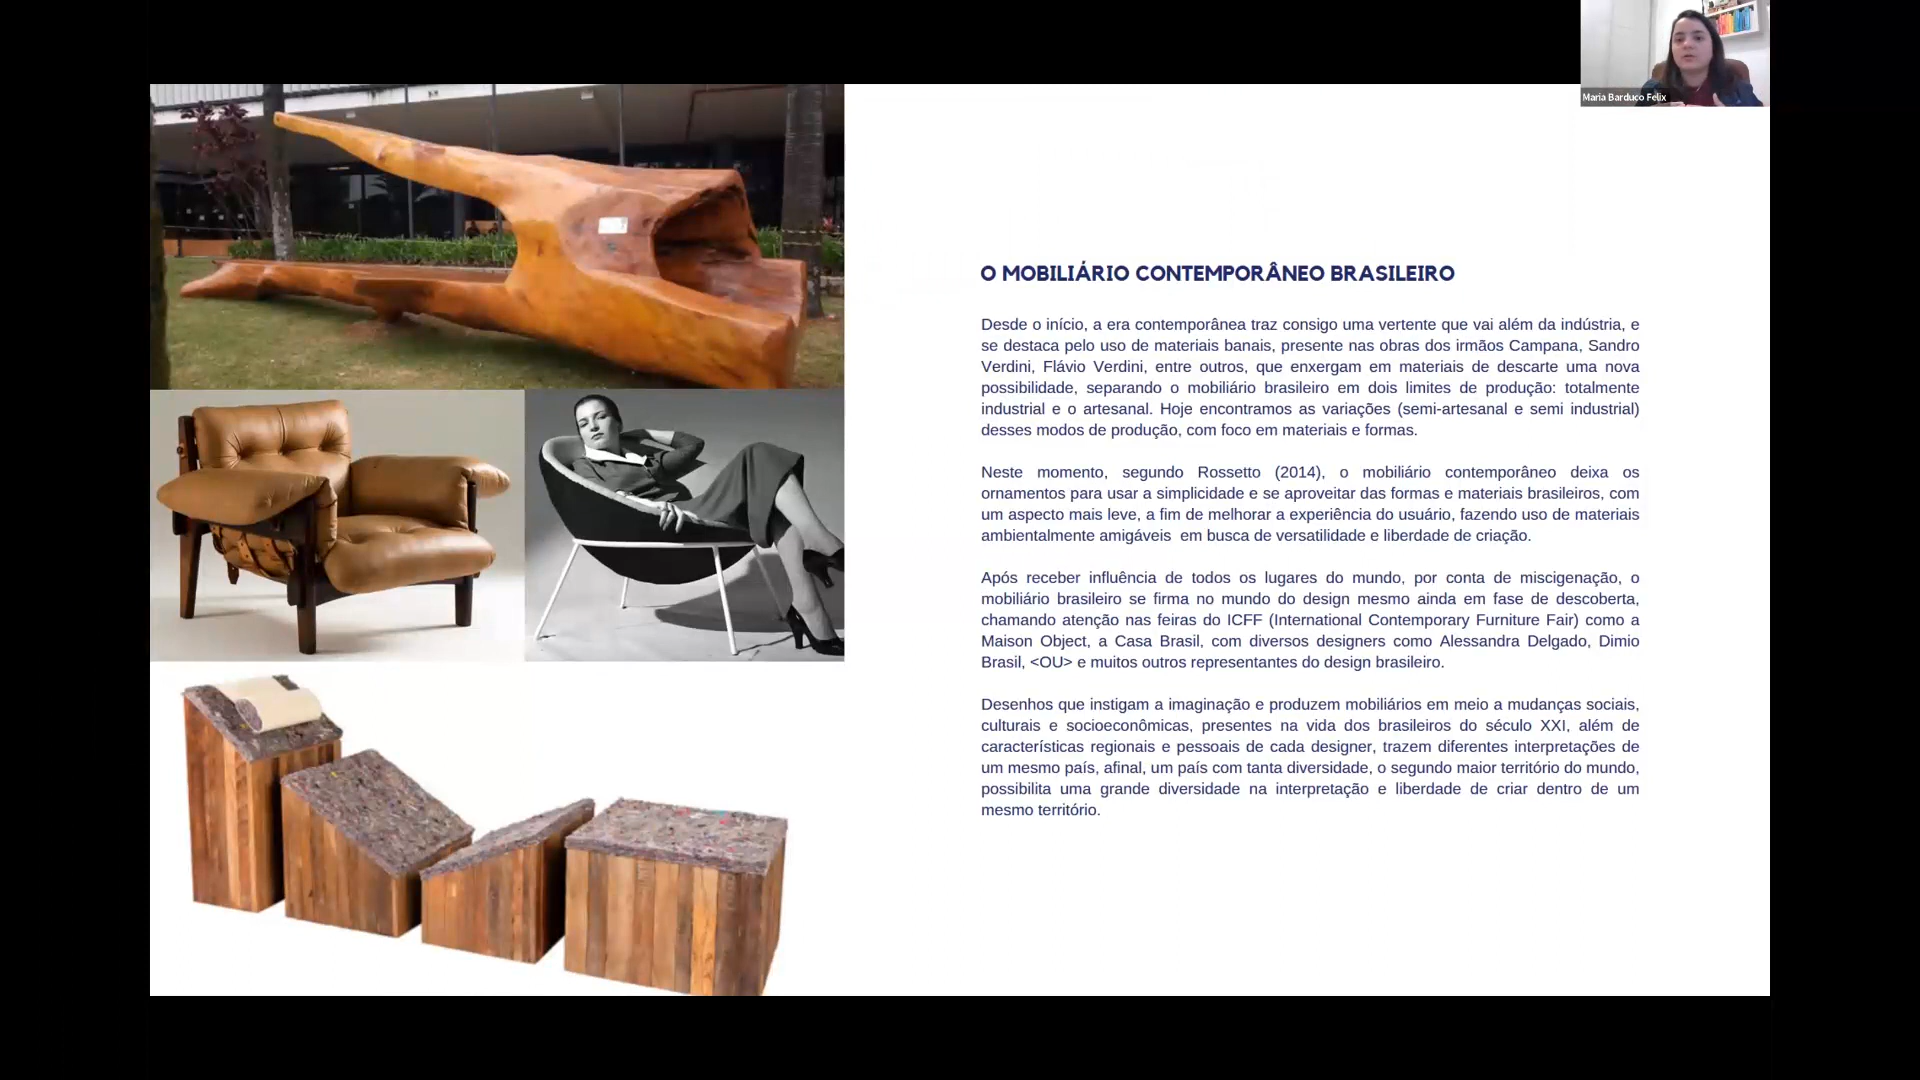 Maria Barduco Felix
O MOBILIÁRIO CONTEMPORÂNEO BRASILEIRO
Desde o início, a era contemporânea traz consigo uma vertente que vai além da indústria, e
se destaca pelo uso de materiais banais, presente nas obras dos irmãos Campana, Sandro
Verdini, Flávio Verdini, entre outros, que enxergam em materiais de descarte uma nova
possibilidade, separando o mobiliário brasileiro em dois limites de produção: totalmente
industrial e o artesanal. Hoje encontramos as variações (semi-artesanal e semi industrial)
desses modos de produção, com foco em materiais e formas.
Neste momento, segundo Rossetto (2014), o mobiliário contemporâneo deixa os
ornamentos para usar a simplicidade e se aproveitar das formas e materiais brasileiros, com
um aspecto mais leve, a fim de melhorar a experiência do usuário, fazendo uso de materiais
ambientalmente amigáveis em busca de versatilidade e liberdade de criação.
Após receber influência de todos os lugares do mundo, por conta de miscigenação, o
mobiliário brasileiro se firma no mundo do design mesmo ainda em fase de descoberta,
chamando atenção nas feiras do ICFF (International Contemporary Furniture Fair) como a
Maison Object, a Casa Brasil, com diversos designers como Alessandra Delgado, Dimio
Brasil, <OU> e muitos outros representantes do design brasileiro.
Desenhos que instigam a imaginação e produzem mobiliários em meio a mudanças sociais,
culturais e socioeconômicas, presentes na vida dos brasileiros do século XXI, além de
características regionais e pessoais de cada designer, trazem diferentes interpretações de
um mesmo país, afinal, um país com tanta diversidade, o segundo maior território do mundo,
possibilita uma grande diversidade na interpretação e liberdade de criar dentro de um
mesmo território.